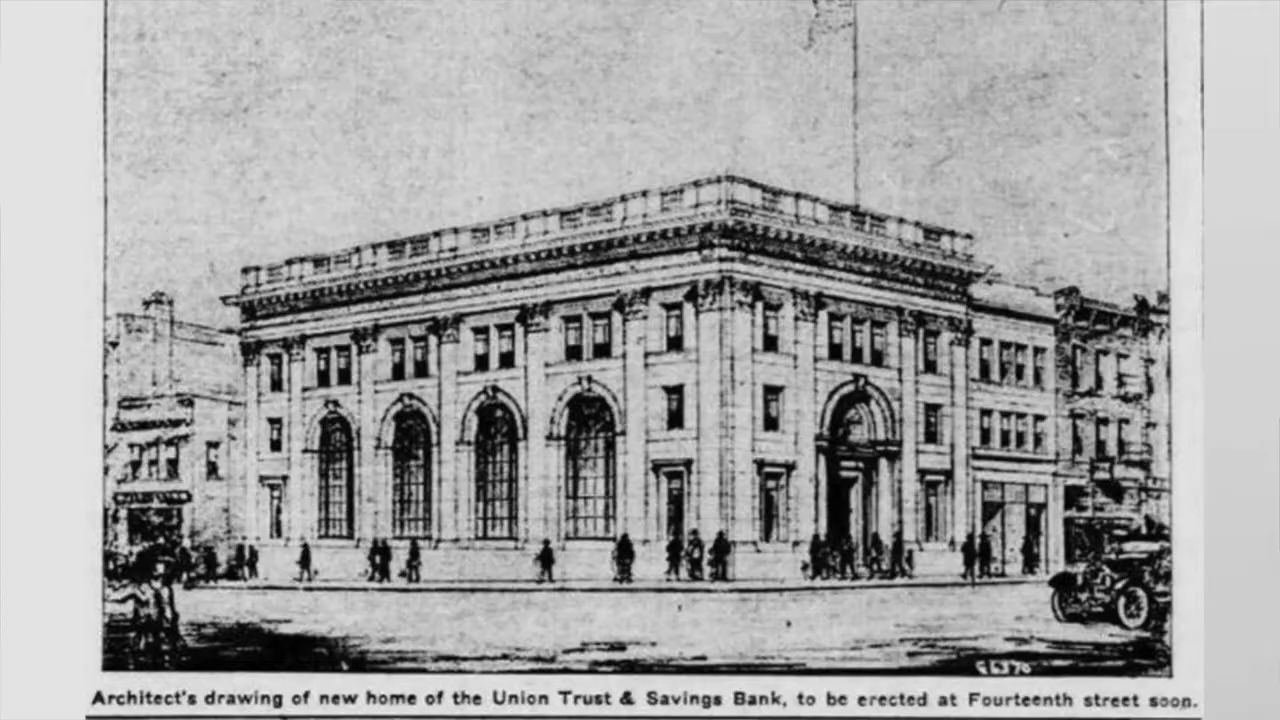 Architect's drawing of new home of the Union Trust & Savings Bank, to be erected at Fourteenth street soon.